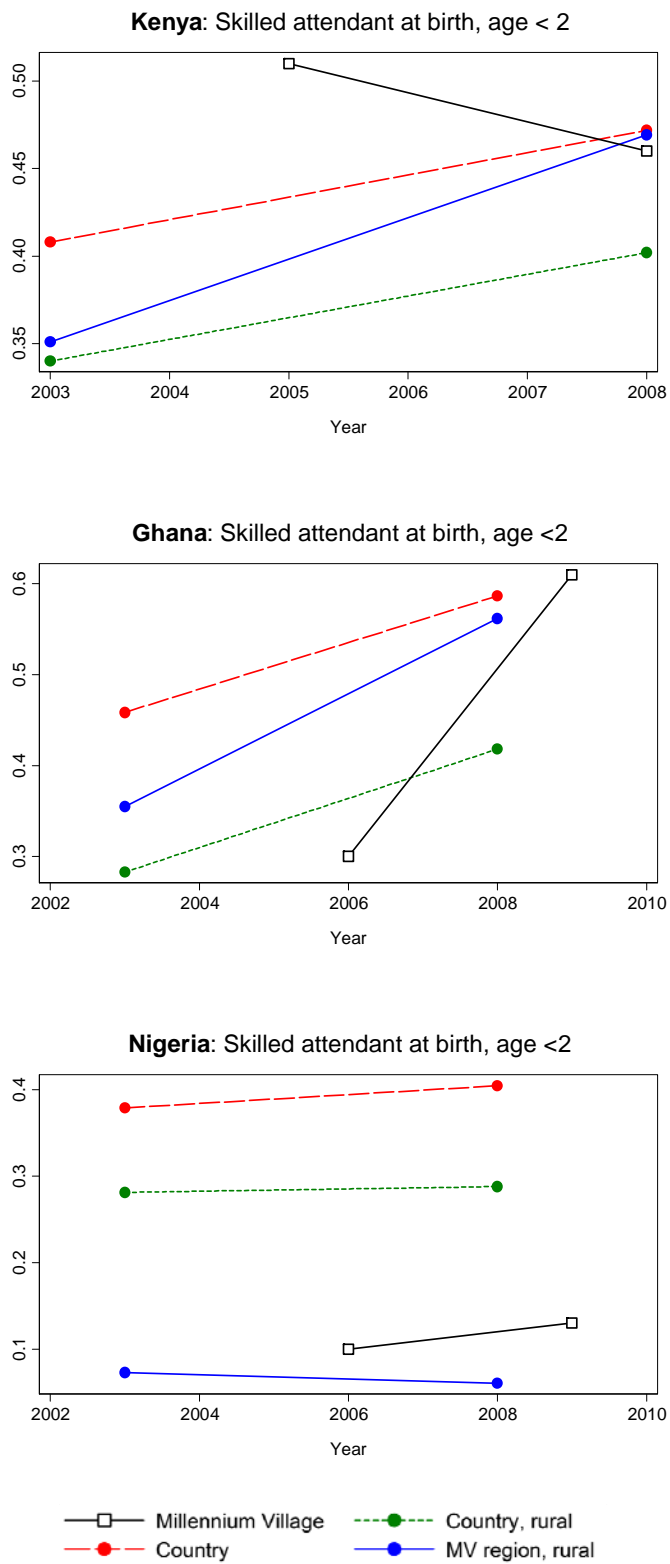 Kenya: Skilled attendant at birth, age < 2
0.50
0.45
0.40
0.35
2003 2004 2005 2006 2007 2008
Year
Ghana: Skilled attendant at birth, age <2
0.6
0.5
0.4
0.3
2002 2004 2006 2008 2010
Year
Nigeria: Skilled attendant at birth, age <2
0.4
0.3
0.2
0.1
2002 2004 2006 2008 2010
Year
Millennium Village Country, rural
Country MV region, rural